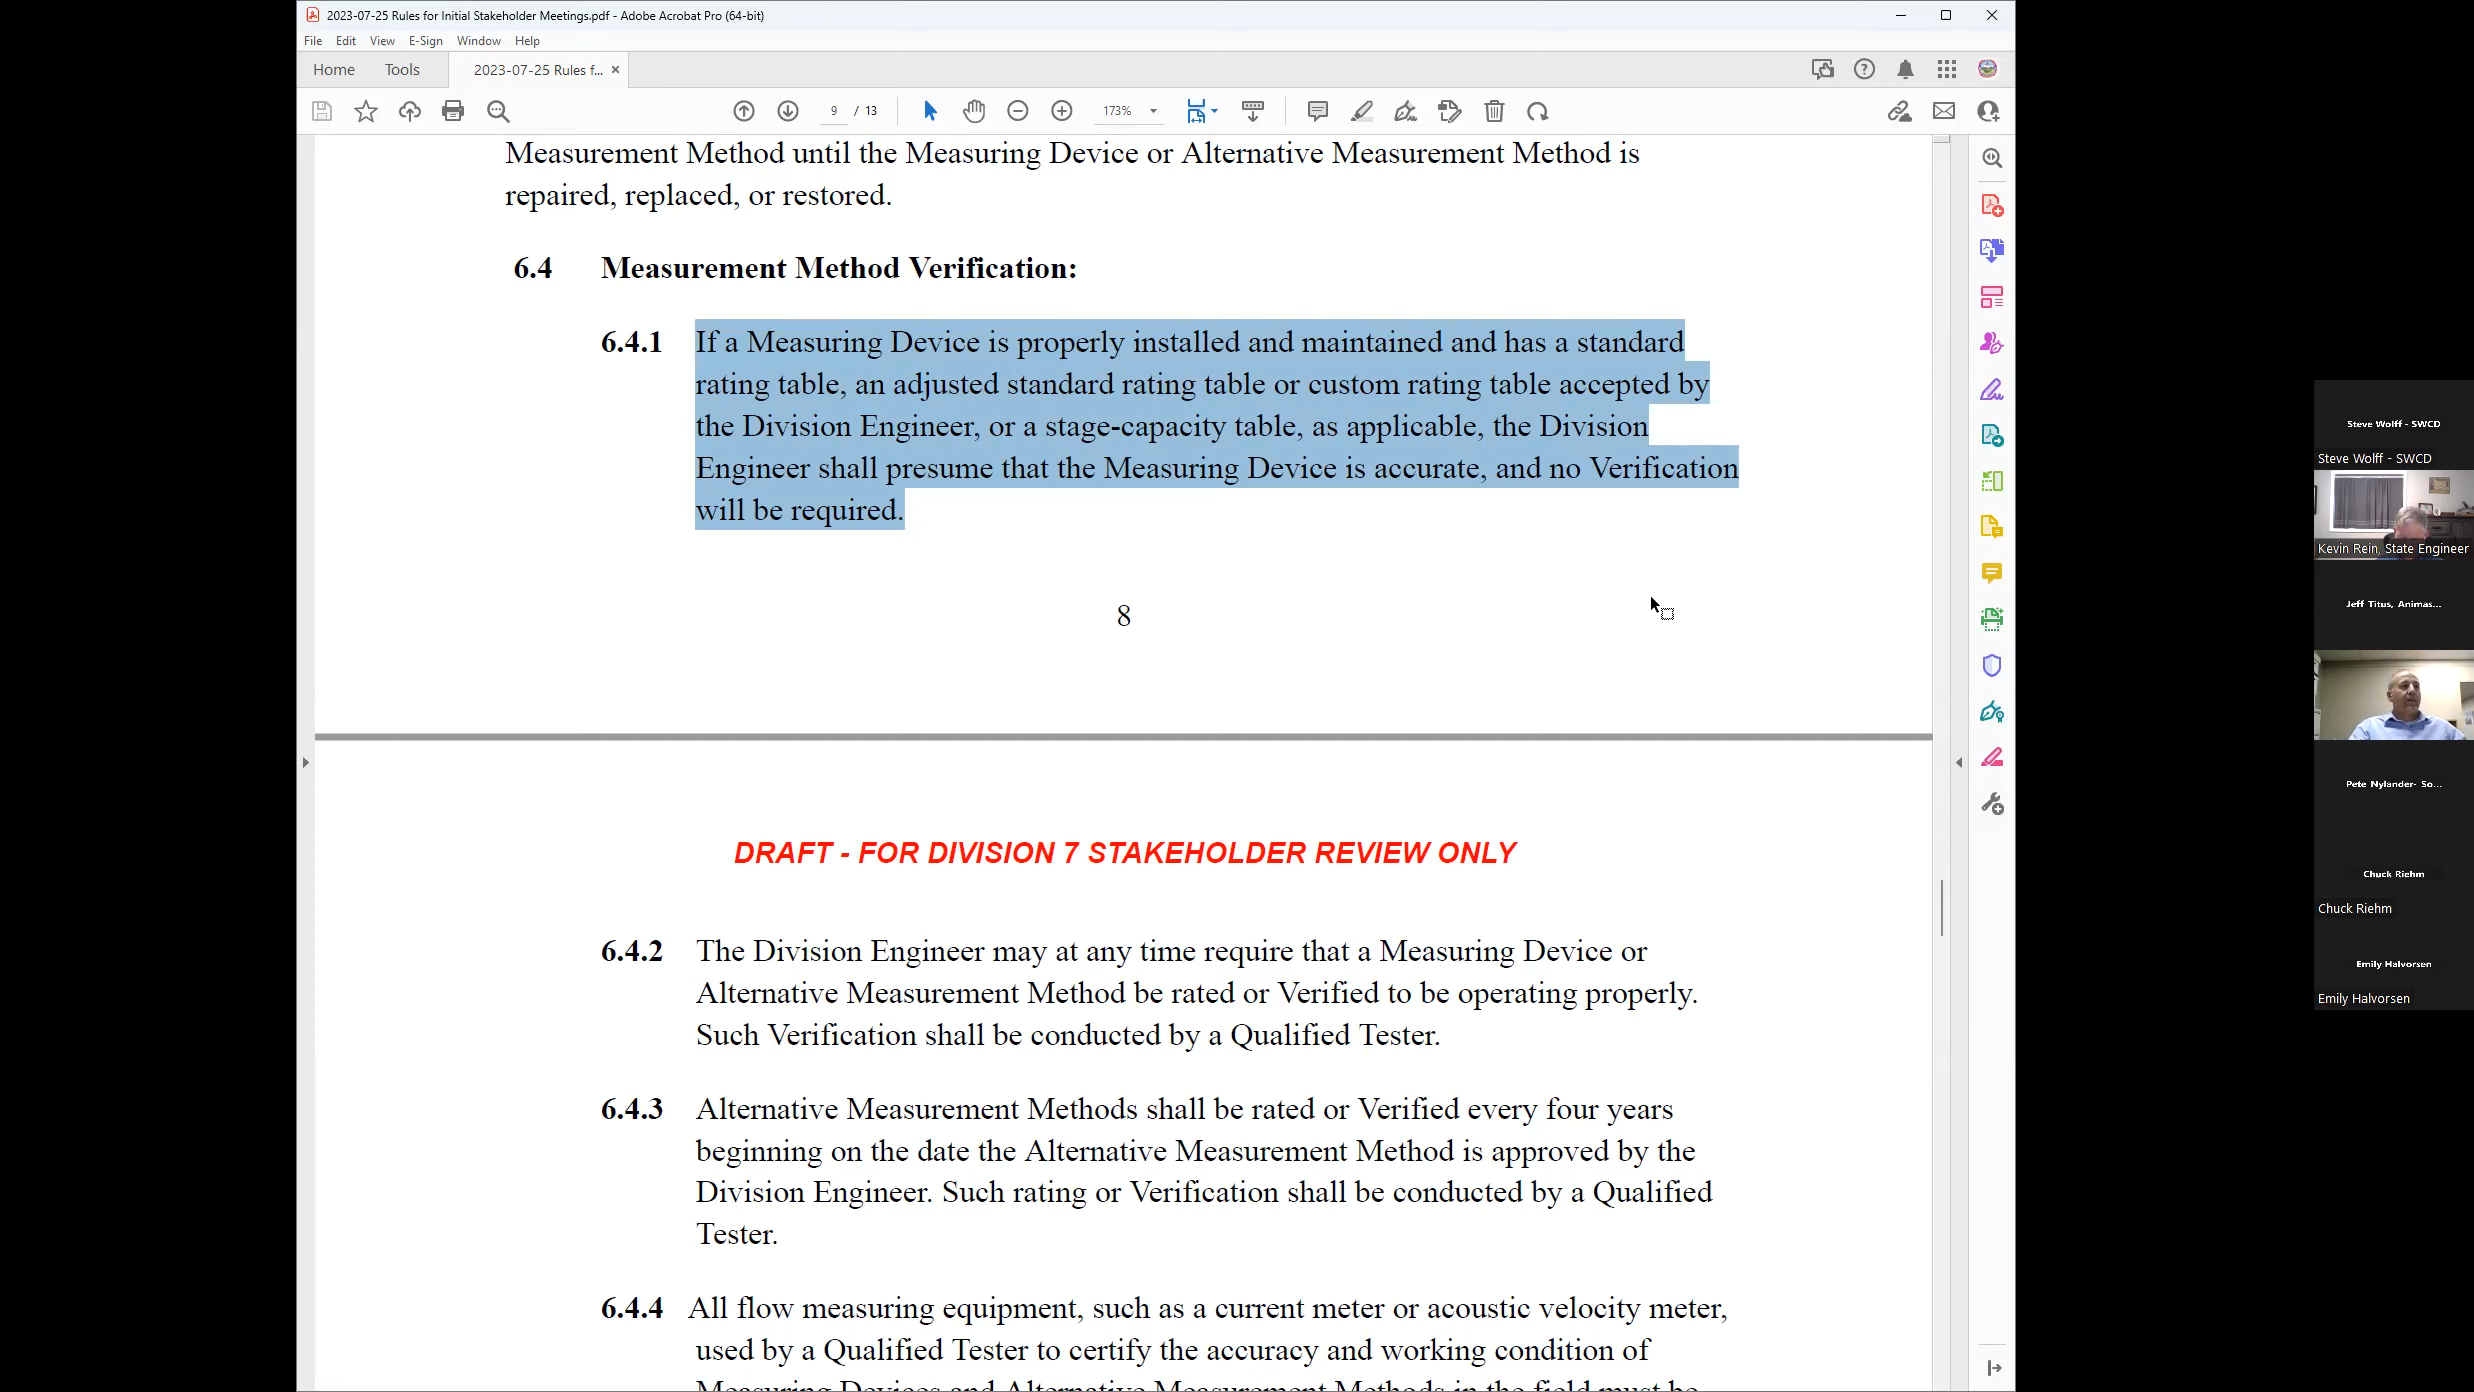 2023-07-25 Rules for Initial Stakeholder Meetings.pdf - Adobe Acrobat Pro (64-bit)
File Edit View E-Sign Window Help
Home Tools 2023-07-25 Rules f... ×
9 / 13 173%
Measurement Method until the Measuring Device or Alternative Measurement Method is
repaired, replaced, or restored.
6.4 Measurement Method Verification:
6.4.1 If a Measuring Device is properly installed and maintained and has a standard
rating table, an adjusted standard rating table or custom rating table accepted by
the Division Engineer, or a stage-capacity table, as applicable, the Division
Engineer shall presume that the Measuring Device is accurate, and no Verification
will be required.
8
DRAFT - FOR DIVISION 7 STAKEHOLDER REVIEW ONLY
6.4.2 The Division Engineer may at any time require that a Measuring Device or
Alternative Measurement Method be rated or Verified to be operating properly.
Such Verification shall be conducted by a Qualified Tester.
6.4.3 Alternative Measurement Methods shall be rated or Verified every four years
beginning on the date the Alternative Measurement Method is approved by the
Division Engineer. Such rating or Verification shall be conducted by a Qualified
Tester.
6.4.4 All flow measuring equipment, such as a current meter or acoustic velocity meter,
used by a Qualified Tester to certify the accuracy and working condition of
Measuring Devices and Alternative Measurement Methods in the field must be
Steve Wolff - SWCD
Steve Wolff - SWCD
Kevin Rein, State Engineer
Jeff Titus, Animas...
Pete Nylander- So...
Chuck Riehm
Chuck Riehm
Emily Halvorsen
Emily Halvorsen